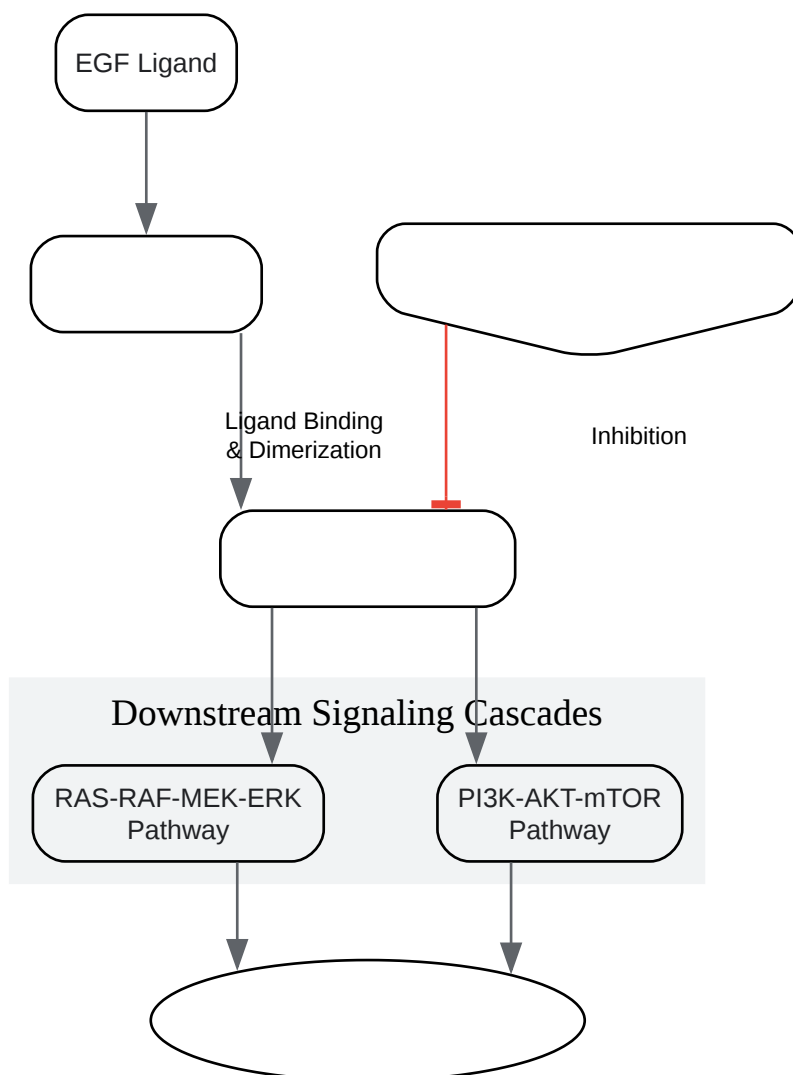 EGF Ligand
Ligand Binding
& Dimerization
Inhibition
Downstream Signaling Cascades
RAS-RAF-MEK-ERK
Pathway
PI3K-AKT-mTOR
Pathway